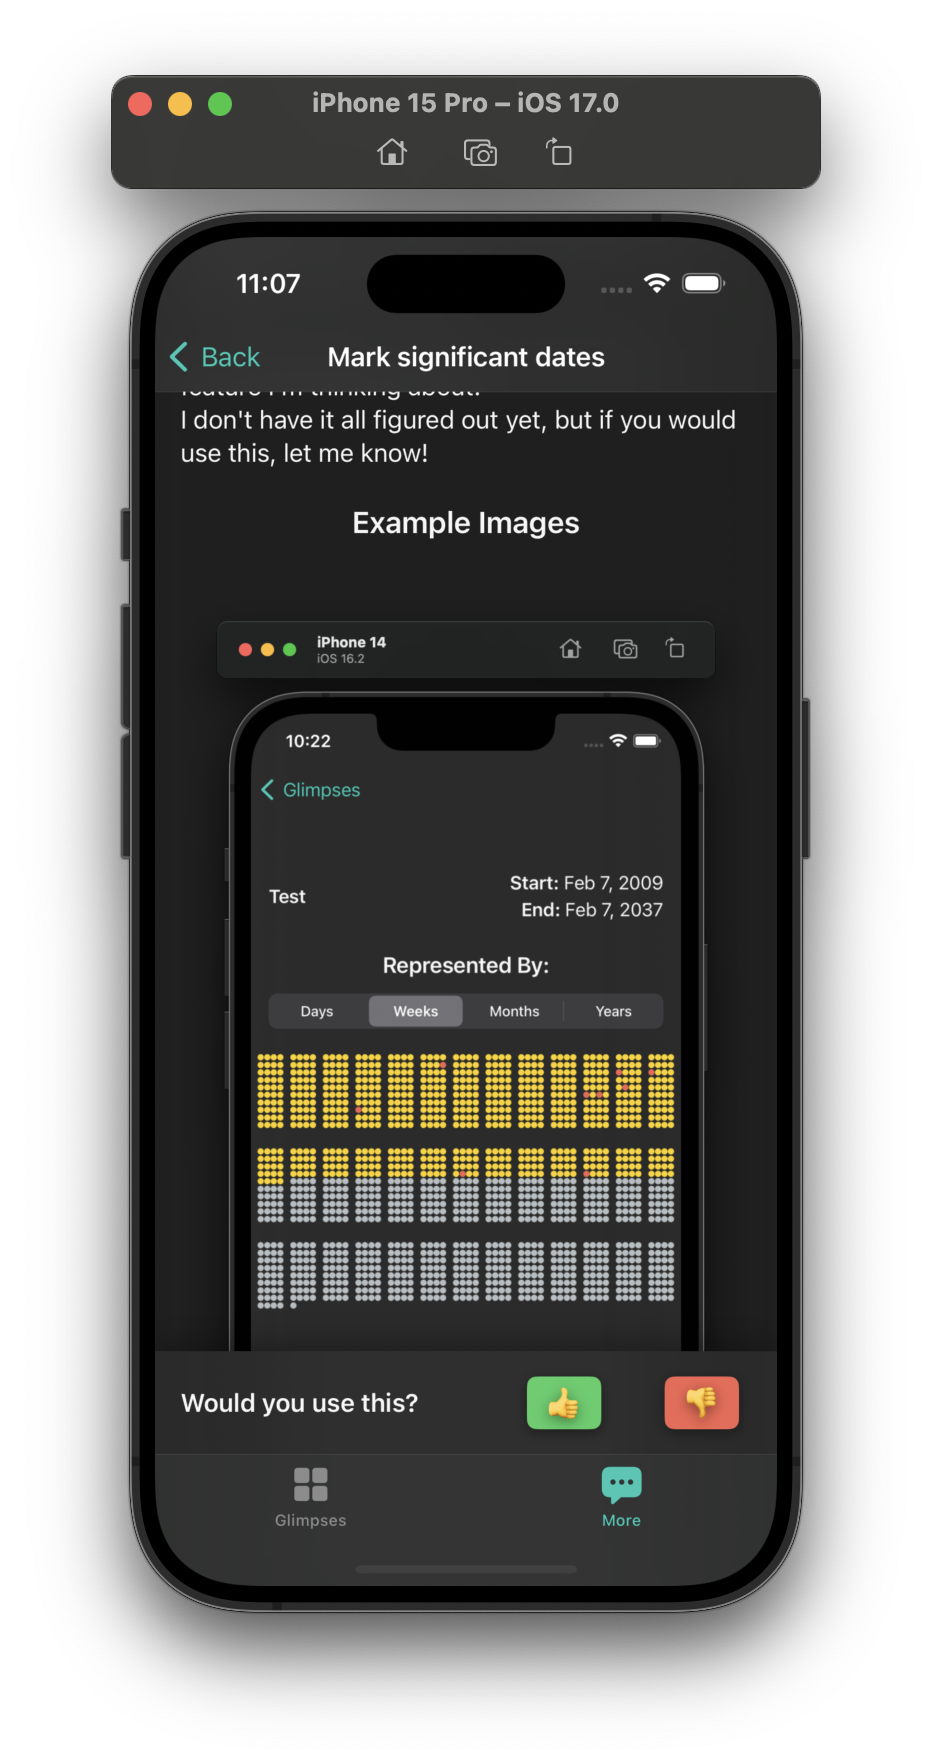 iPhone 15 Pro – iOS 17.0
11:07
Back
Mark significant dates
feature I'm thinking about.
I don't have it all figured out yet, but if you would
use this, let me know!
Example Images
iPhone 14
iOS 16.2
10:22
Glimpses
Test
Start: Feb 7, 2009
End: Feb 7, 2037
Represented By:
Days
Weeks
Months
Years
Would you use this?
Glimpses
More